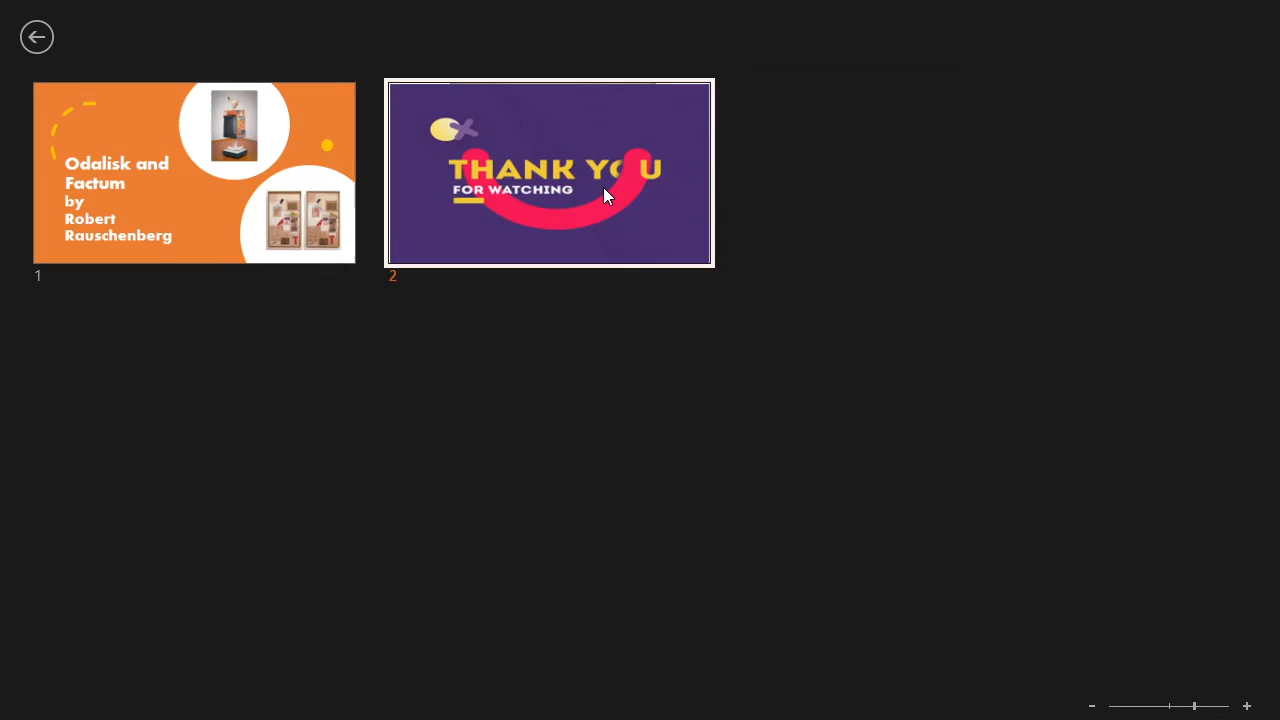 Odalisk and
Factum
by
Robert
Rauschenberg
1
THANK YOU
FOR WATCHING
2